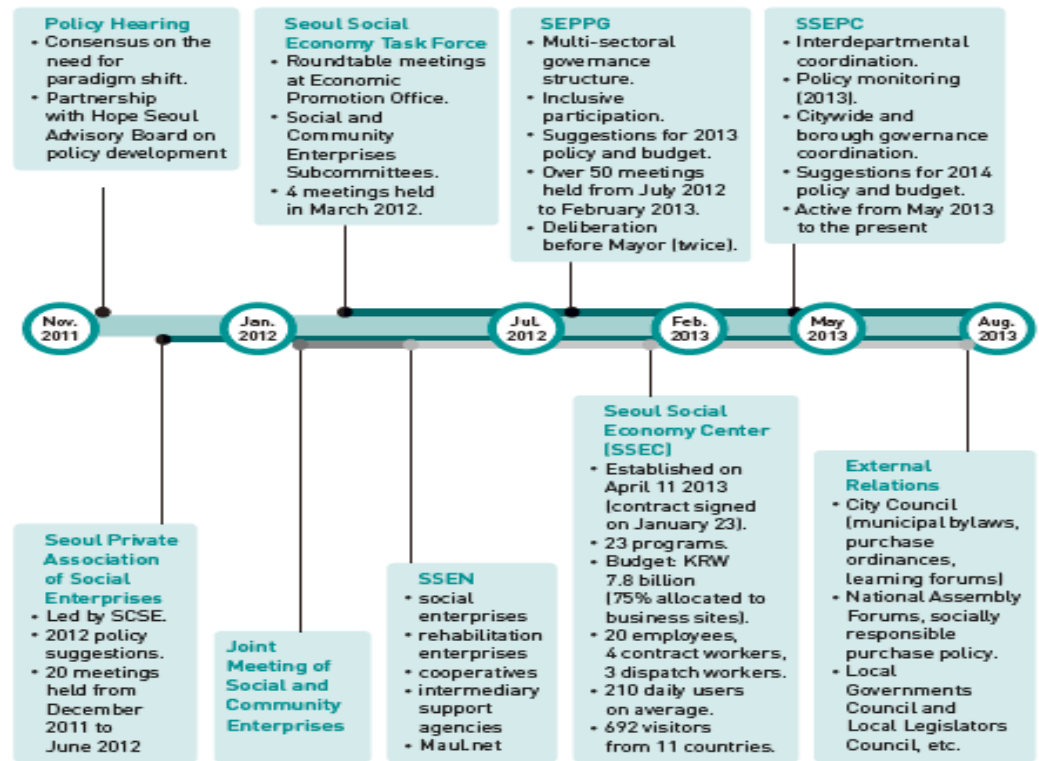 Policy Hearing
• Consensus on the
need for
paradigm shift.
• Partnership
with Hope Seoul
Advisory Board on
policy development
Seoul Social
Economy Task Force
• Roundtable meetings
at Economic
Promotion Office.
• Social and
Community
Enterprises
Subcommittees.
• 4 meetings held
in March 2012.
SEPPG
• Multi-sectoral
governance
structure.
• Inclusive
participation.
• Suggestions for 2013
policy and budget.
• Over 50 meetings
held from July 2012
to February 2013.
• Deliberation
before Mayor (twice).
SSEPC
• Interdepartmental
coordination.
• Policy monitoring
(2013).
• Citywide and
borough governance
coordination.
• Suggestions for 2014
policy and budget.
• Active from May 2013
to the present
Nov.
2011
Jan.
2012
Jul.
2012
Feb.
2013
May
2013
Aug.
2013
Seoul Private
Association
of Social
Enterprises
• Led by SCSE.
• 2012 policy
suggestions.
• 20 meetings
held from
December
2011 to
June 2012
Joint
Meeting of
Social and
Community
Enterprises
SSEN
• social
enterprises
• rehabilitation
enterprises
• cooperatives
• intermediary
support
agencies
• Maul.net
Seoul Social
Economy Center
(SSEC)
• Established on
April 11 2013
(contract signed
on January 23).
• 23 programs.
• Budget: KRW
7.8 billion
(75% allocated to
business sites).
• 20 employees,
4 contract workers,
3 dispatch workers.
• 210 daily users
on average.
• 692 visitors
from 11 countries.
External
Relations
• City Council
(municipal bylaws,
purchase
ordinances,
learning forums)
• National Assembly
Forums, socially
responsible
purchase policy.
• Local
Governments
Council and
Local Legislators
Council, etc.